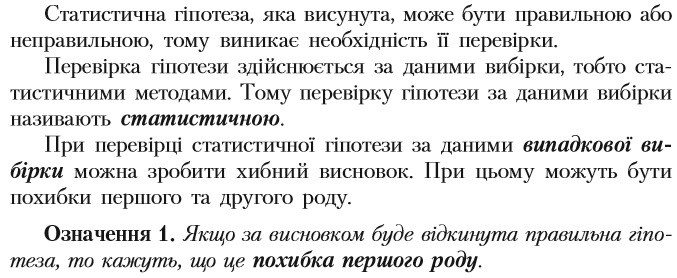 Статистична гіпотеза, яка висунута, може бути правильною або
неправильною, тому виникає необхідність її перевірки.
Перевірка гіпотези здійснюється за даними вибірки, тобто ста-
тистичними методами. Тому перевірку гіпотези за даними вибірки
називають статистичною.
При перевірці статистичної гіпотези за даними випадкової ви-
бірки можна зробити хибний висновок. При цьому можуть бути
похибки першого та другого роду.
Означення 1. Якщо за висновком буде відкинута правильна гіпо-
теза, то кажуть, що це похибка першого роду.